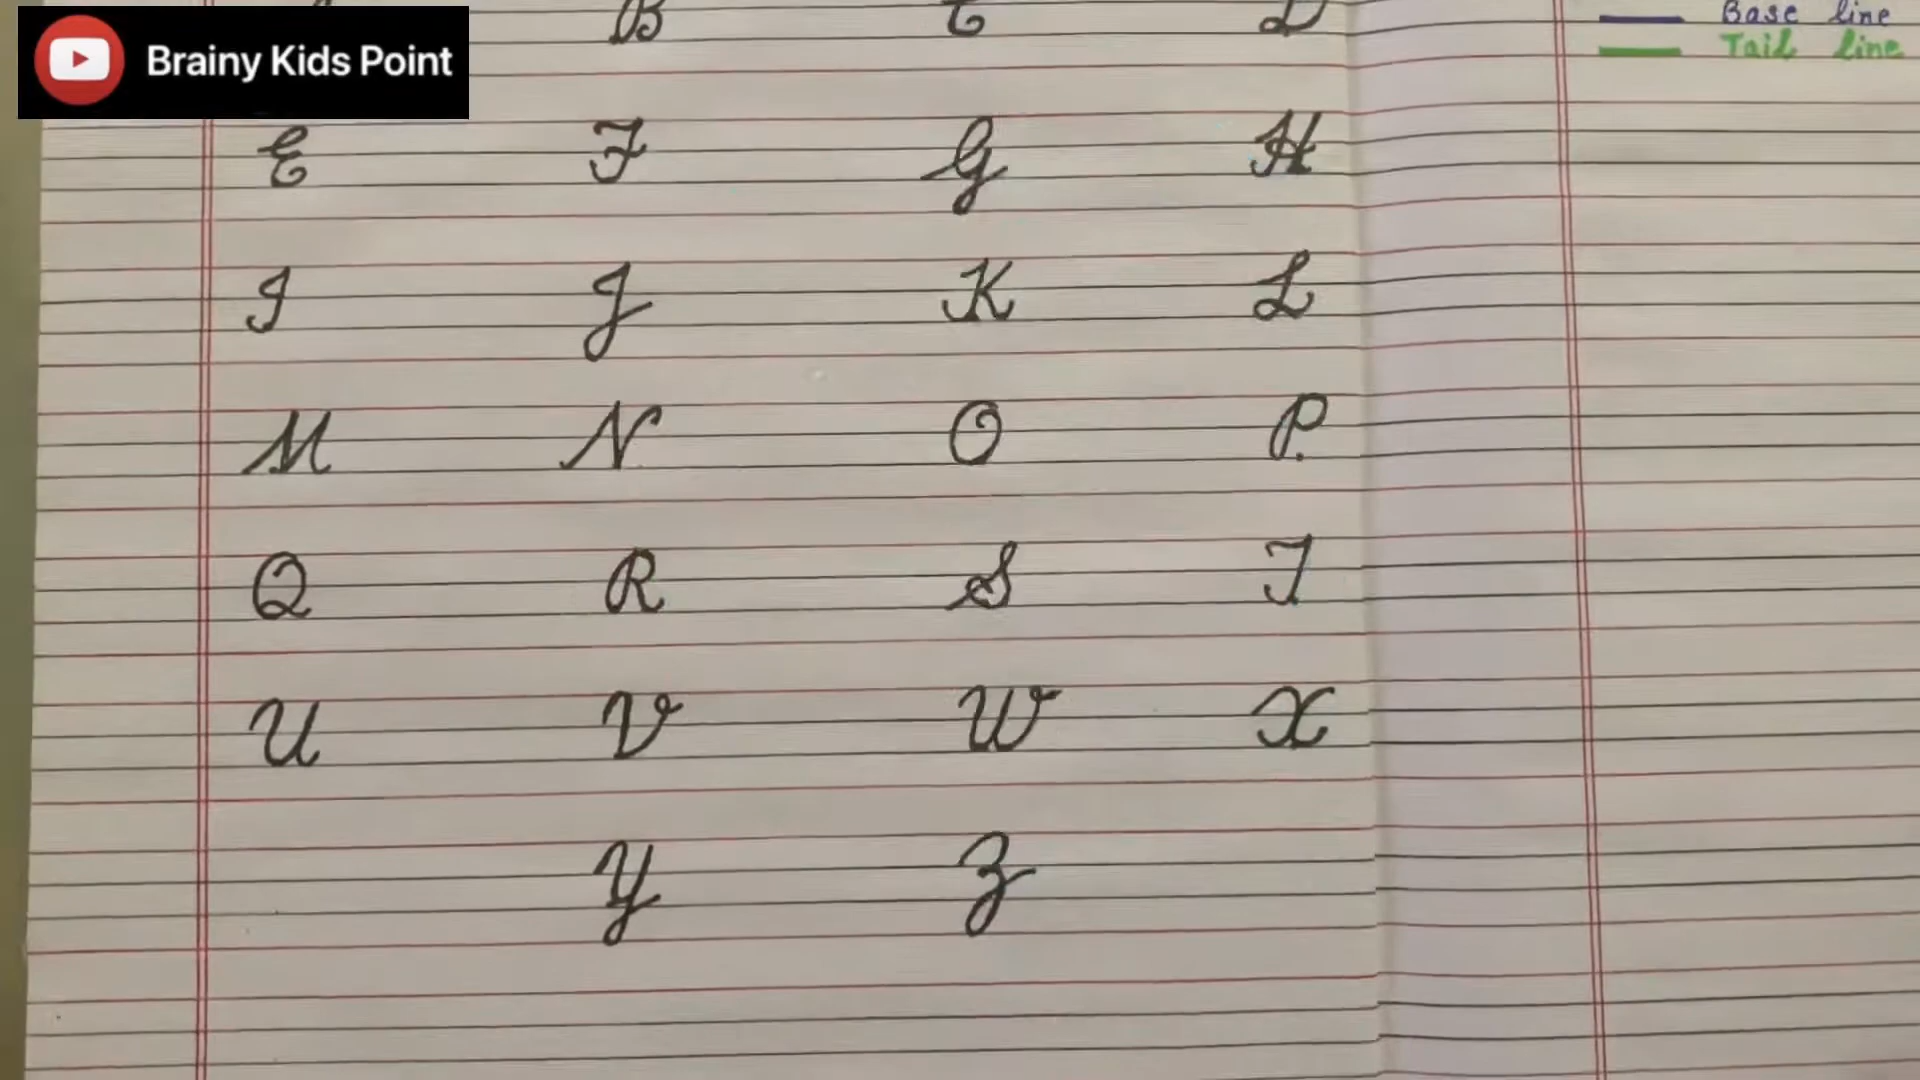 Brainy Kids Point
B C D
Base line
Tail line
E F G H
I J K L
M N O P.
Q R S T
U V W X
Y Z